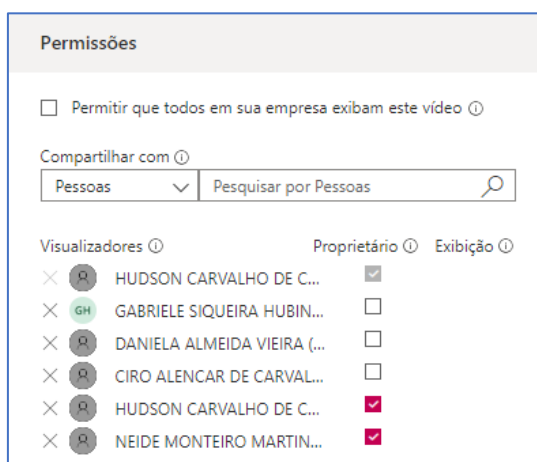 Permissões
Permitir que todos em sua empresa exibam este vídeo
Compartilhar com
Pessoas Pesquisar por Pessoas
Visualizadores Proprietário Exibição
HUDSON CARVALHO DE C...
GH GABRIELE SIQUEIRA HUBIN...
DANIELA ALMEIDA VIEIRA (...
CIRO ALENCAR DE CARVAL...
HUDSON CARVALHO DE C...
NEIDE MONTEIRO MARTIN...